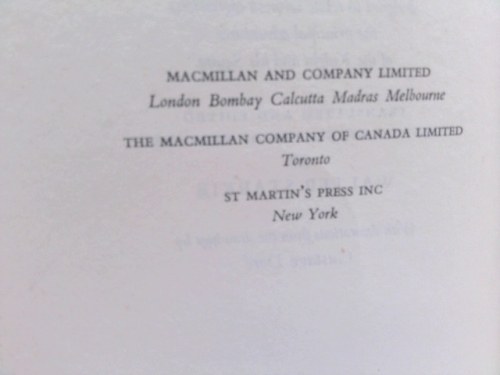 MACMILLAN AND COMPANY LIMITED
London Bombay Calcutta Madras Melbourne
THE MACMILLAN COMPANY OF CANADA LIMITED
Toronto
ST MARTIN'S PRESS INC
New York